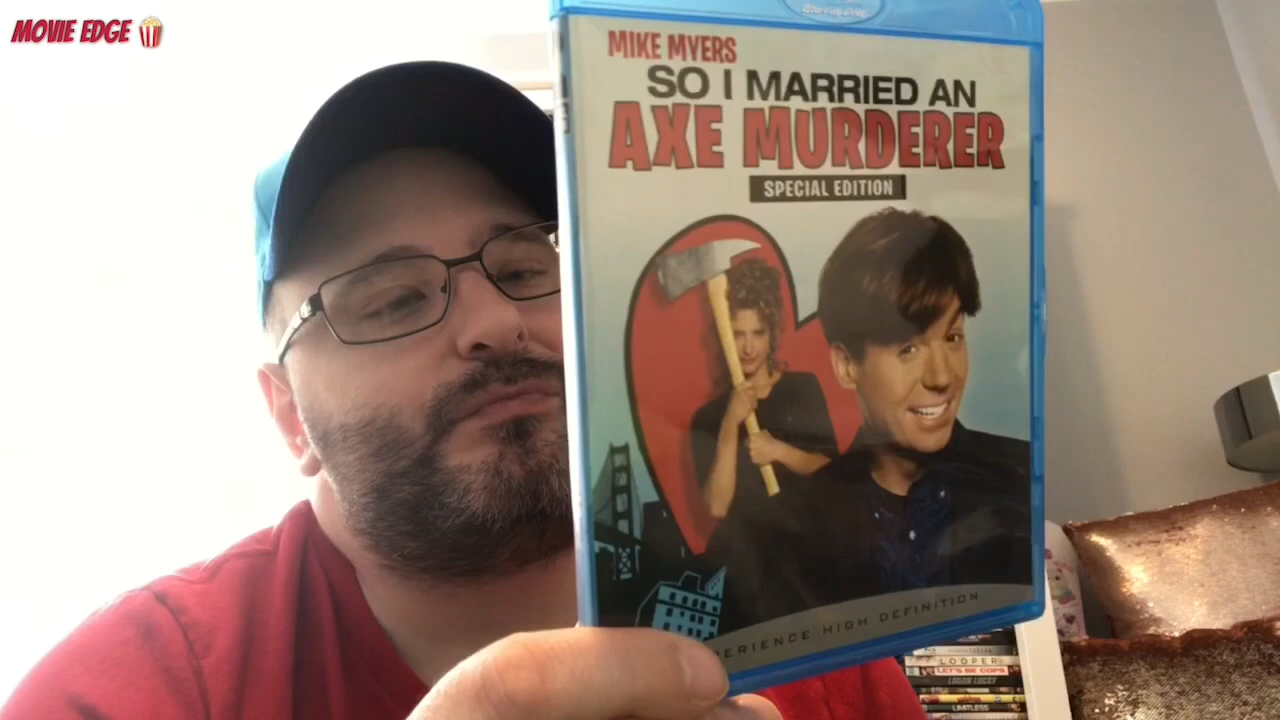 MOVIE EDGE
MIKE MYERS
SO I MARRIED AN
AXE MURDERER
SPECIAL EDITION
EXPERIENCE HIGH DEFINITION
LOOPER
LET'S BE COPS
LOGAN LUCKY
LIMITLESS